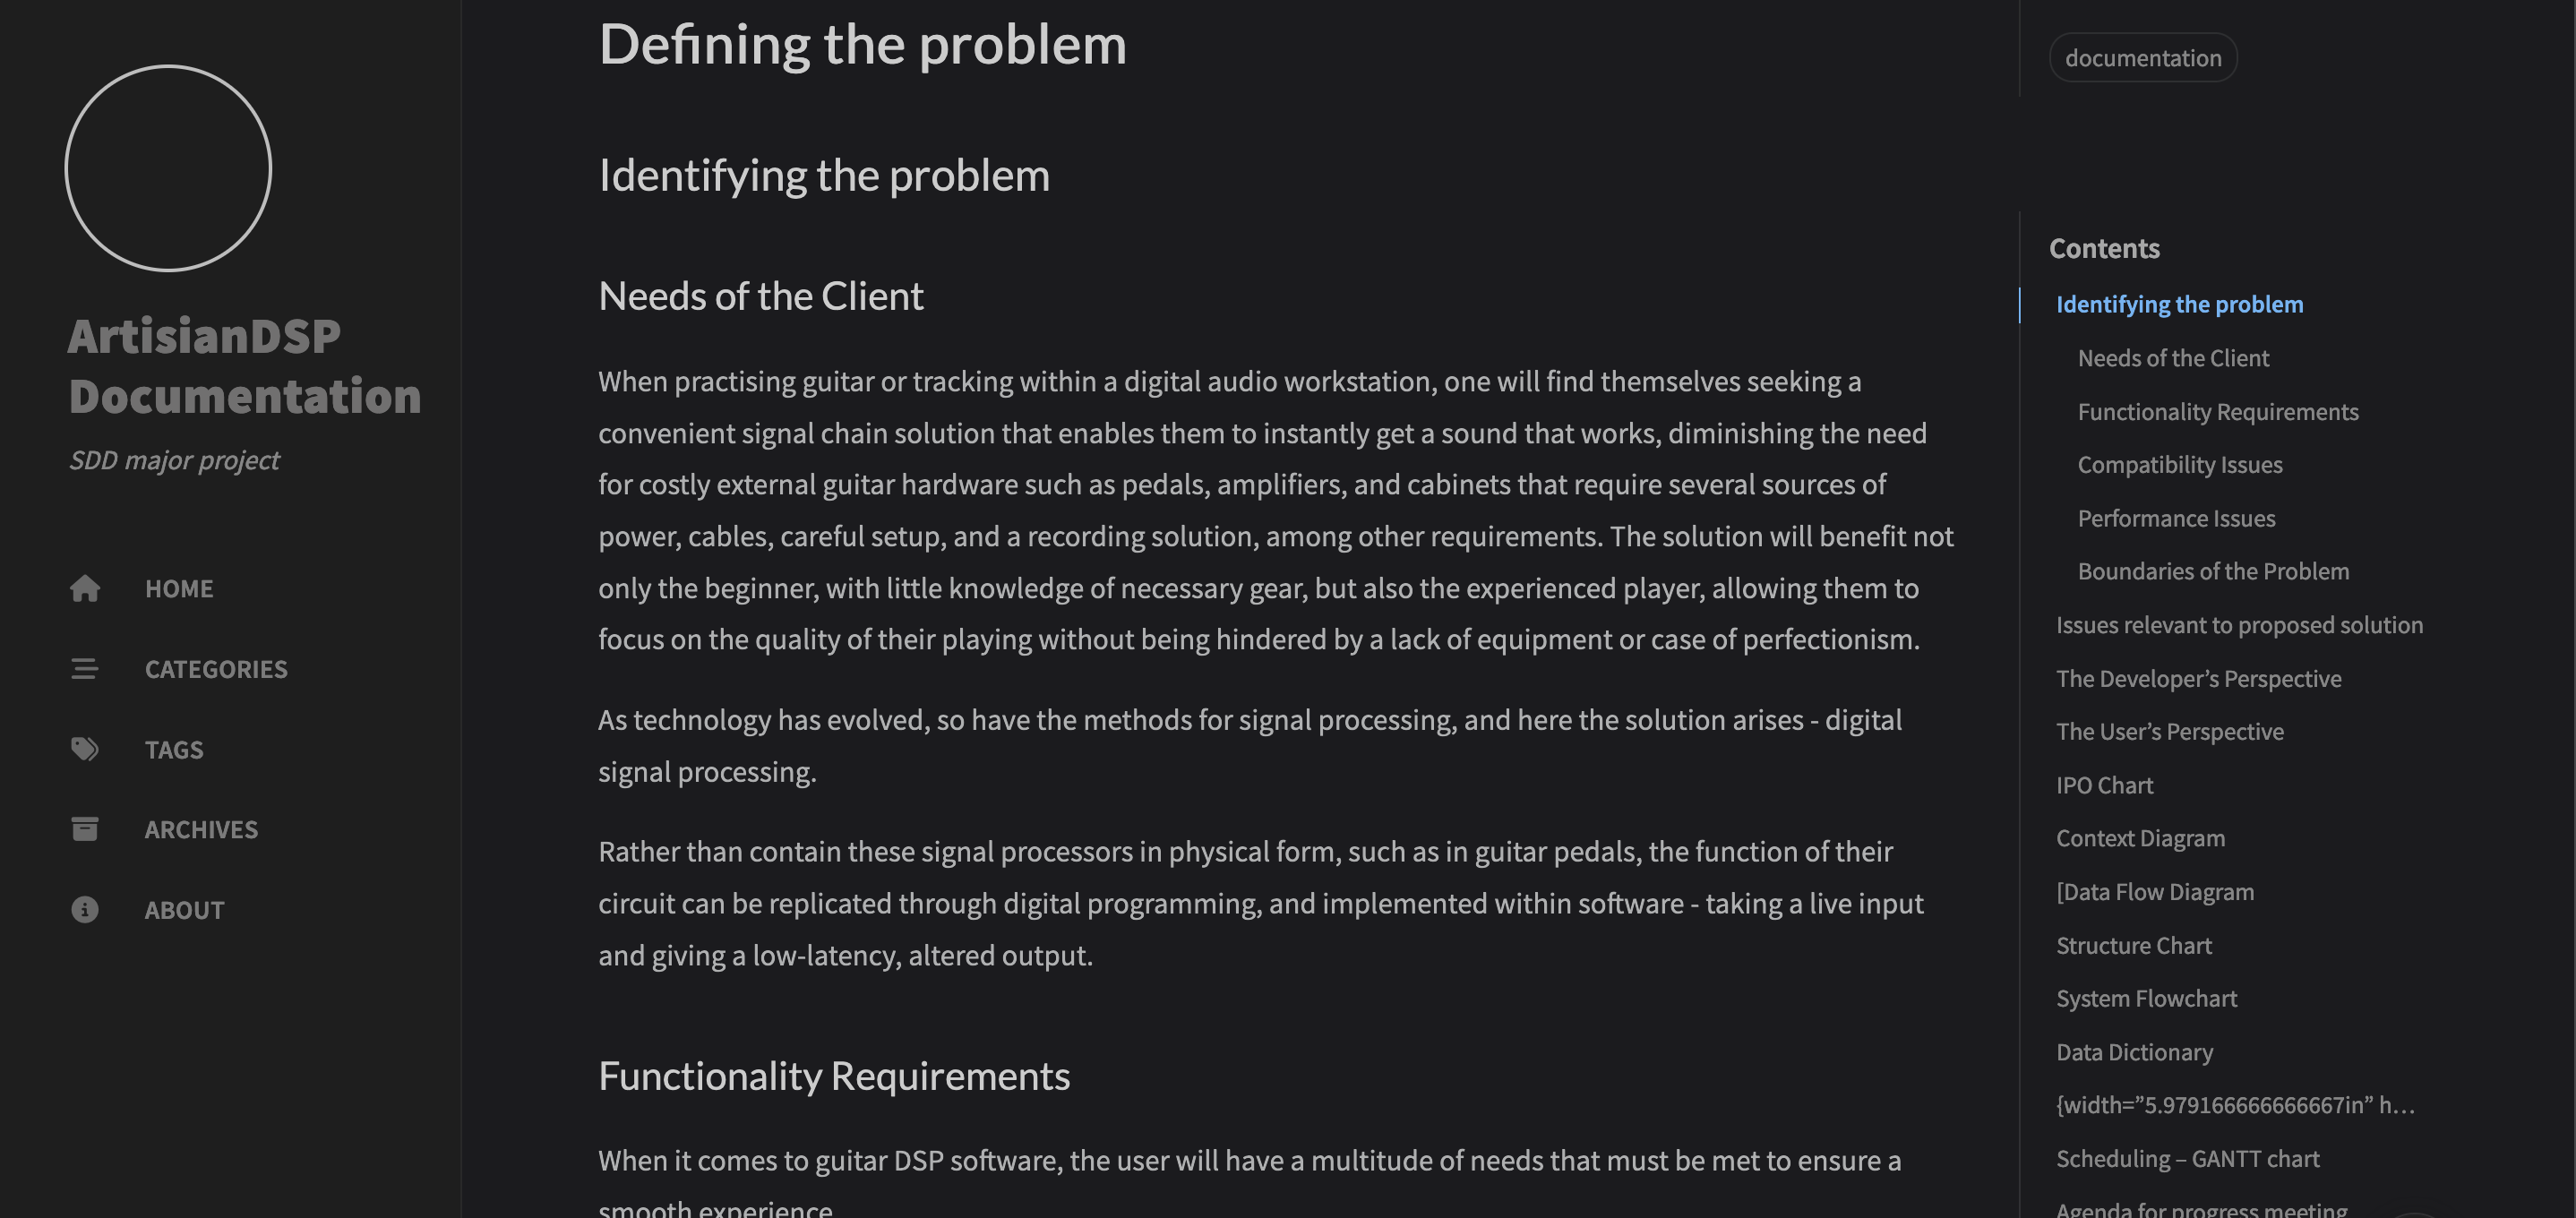 ArtisianDSP
Documentation
SDD major project
HOME
CATEGORIES
TAGS
ARCHIVES
ABOUT
Defining the problem
Identifying the problem
Needs of the Client
When practising guitar or tracking within a digital audio workstation, one will find themselves seeking a
convenient signal chain solution that enables them to instantly get a sound that works, diminishing the need
for costly external guitar hardware such as pedals, amplifiers, and cabinets that require several sources of
power, cables, careful setup, and a recording solution, among other requirements. The solution will benefit not
only the beginner, with little knowledge of necessary gear, but also the experienced player, allowing them to
focus on the quality of their playing without being hindered by a lack of equipment or case of perfectionism.
As technology has evolved, so have the methods for signal processing, and here the solution arises - digital
signal processing.
Rather than contain these signal processors in physical form, such as in guitar pedals, the function of their
circuit can be replicated through digital programming, and implemented within software - taking a live input
and giving a low-latency, altered output.
Functionality Requirements
When it comes to guitar DSP software, the user will have a multitude of needs that must be met to ensure a
smooth experience
documentation
Contents
Identifying the problem
Needs of the Client
Functionality Requirements
Compatibility Issues
Performance Issues
Boundaries of the Problem
Issues relevant to proposed solution
The Developer’s Perspective
The User’s Perspective
IPO Chart
Context Diagram
[Data Flow Diagram
Structure Chart
System Flowchart
Data Dictionary
{width=”5.979166666666667in” h…
Scheduling – GANTT chart
Agenda for progress meeting